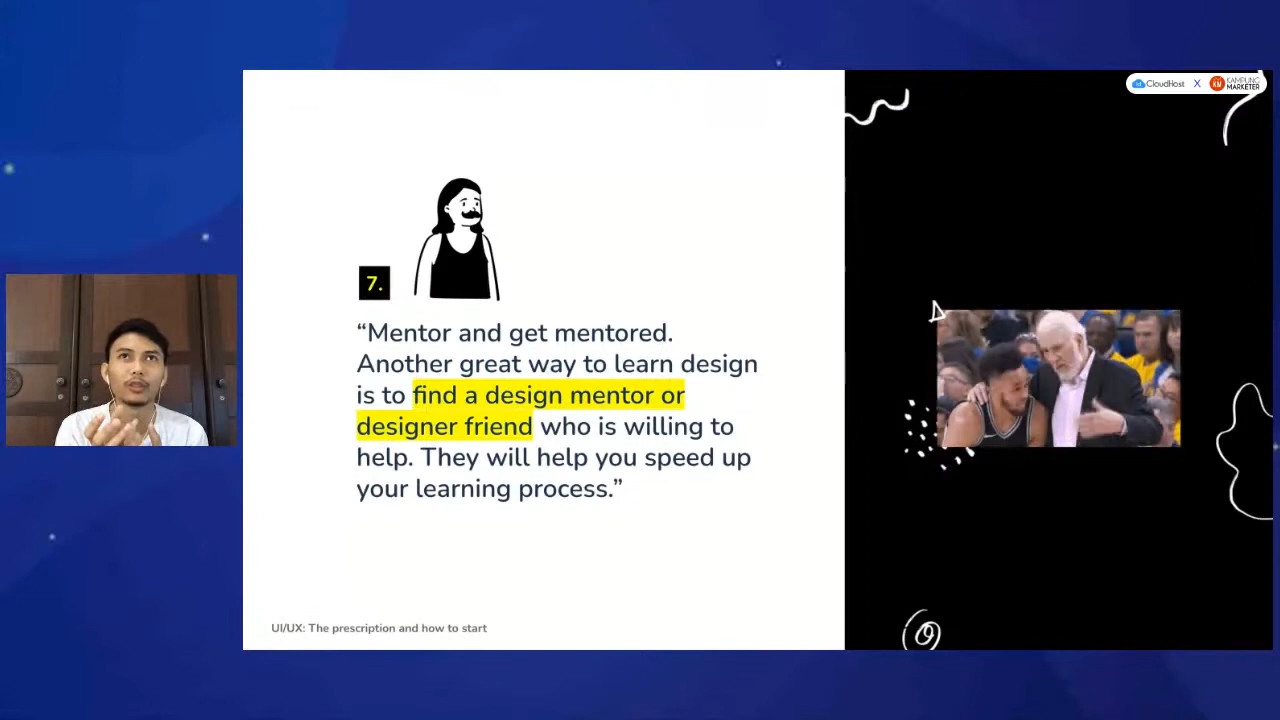 CloudHost X KAMPUNG
MARKETER
7.
“Mentor and get mentored.
Another great way to learn design
is to find a design mentor or
designer friend who is willing to
help. They will help you speed up
your learning process.”
UI/UX: The prescription and how to start